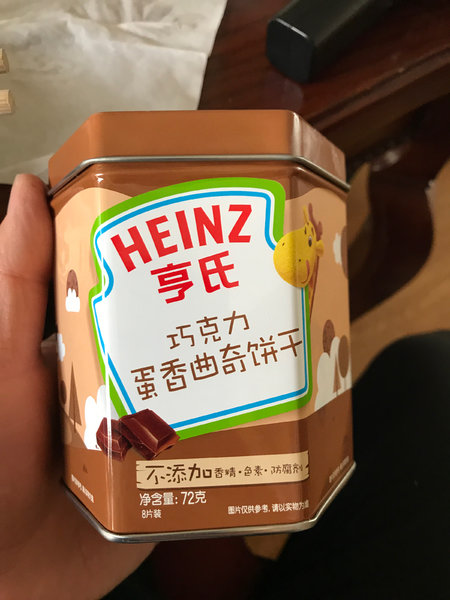 HEINZ
亨氏
巧克力
蛋香曲奇饼干
不添加香精·色素·防腐剂
净含量: 72克
8片装
图片仅供参考, 请以实物为